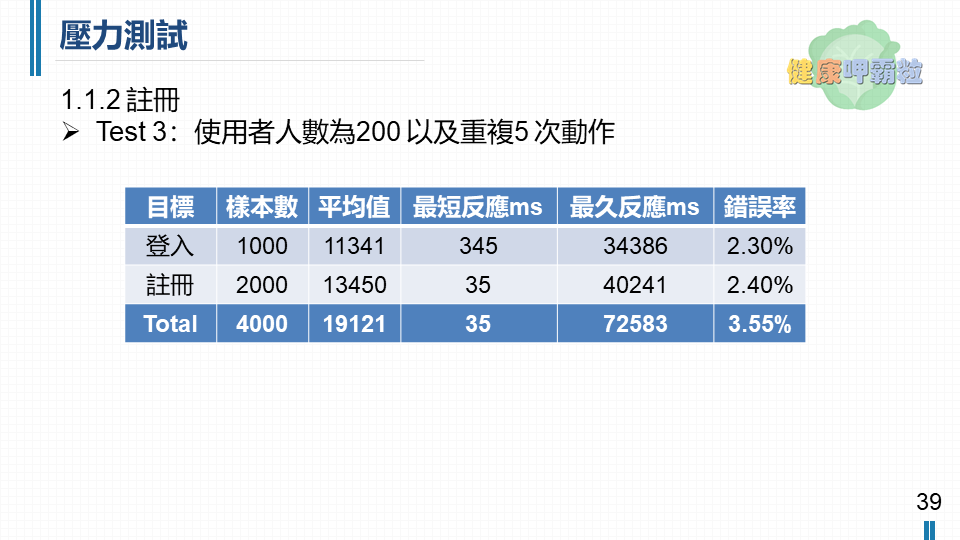 壓力測試
健康呷霸粒
1.1.2 註冊
➢ Test 3：使用者人數為200 以及重複5 次動作
目標 樣本數 平均值 最短反應ms 最久反應ms 錯誤率
登入 1000 11341 345 34386 2.30%
註冊 2000 13450 35 40241 2.40%
Total 4000 19121 35 72583 3.55%
39